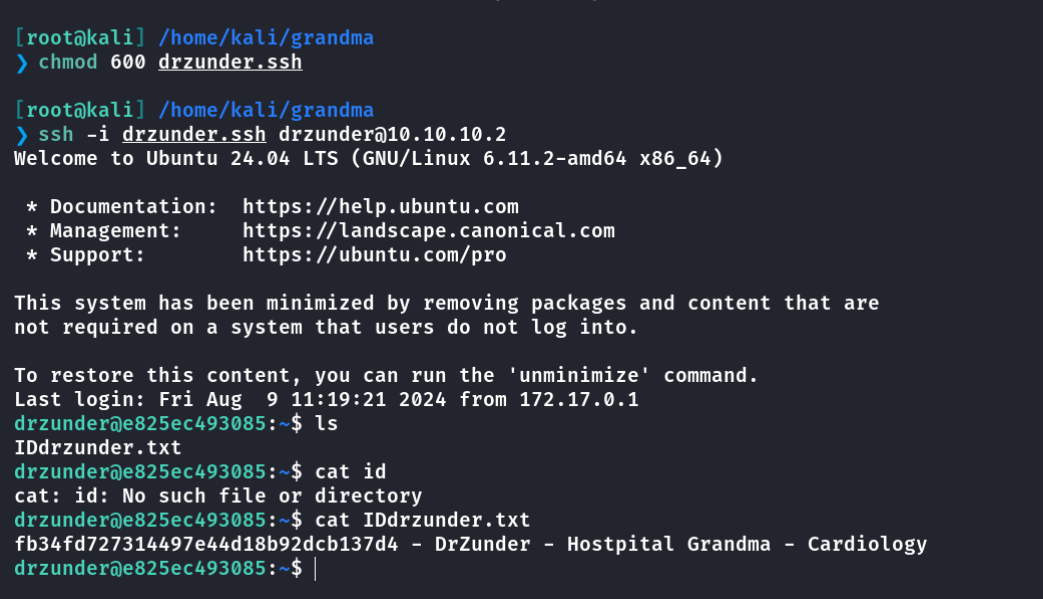 [root@kali] /home/kali/grandma
❯ chmod 600 drzunder.ssh
[root@kali] /home/kali/grandma
❯ ssh -i drzunder.ssh drzunder@10.10.10.2
Welcome to Ubuntu 24.04 LTS (GNU/Linux 6.11.2-amd64 x86_64)
* Documentation:  https://help.ubuntu.com
* Management:     https://landscape.canonical.com
* Support:        https://ubuntu.com/pro
This system has been minimized by removing packages and content that are
not required on a system that users do not log into.
To restore this content, you can run the 'unminimize' command.
Last login: Fri Aug  9 11:19:21 2024 from 172.17.0.1
drzunder@e825ec493085:~$ ls
IDdrzunder.txt
drzunder@e825ec493085:~$ cat id
cat: id: No such file or directory
drzunder@e825ec493085:~$ cat IDdrzunder.txt
fb34fd727314497e44d18b92dcb137d4 - DrZunder - Hostpital Grandma - Cardiology
drzunder@e825ec493085:~$